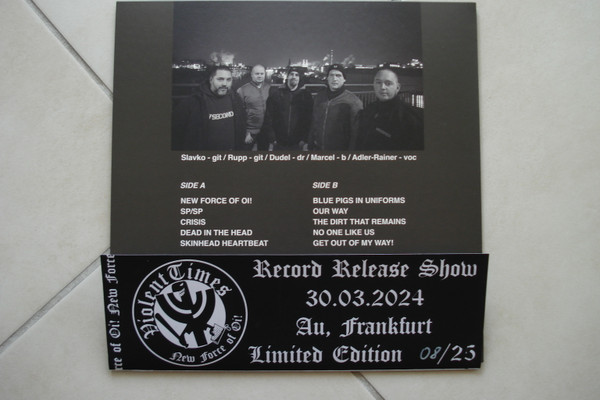 Slavko - git / Rupp - git / Dudel - dr / Marcel - b / Adler-Rainer - voc
SIDE A
NEW FORCE OF OI!
SP/SP
CRISIS
DEAD IN THE HEAD
SKINHEAD HEARTBEAT
SIDE B
BLUE PIGS IN UNIFORMS
OUR WAY
THE DIRT THAT REMAINS
NO ONE LIKE US
GET OUT OF MY WAY!
rce of Oi! New Force
Violent Times
New Force of Oi!
Record Release Show
30.03.2024
Au, Frankfurt
Limited Edition 08/25